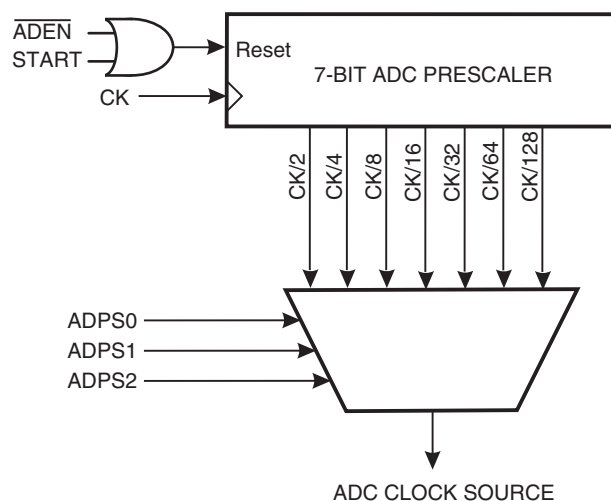 ADEN
START
Reset
7-BIT ADC PRESCALER
CK
CK/2
CK/4
CK/8
CK/16
CK/32
CK/64
CK/128
ADPS0
ADPS1
ADPS2
ADC CLOCK SOURCE